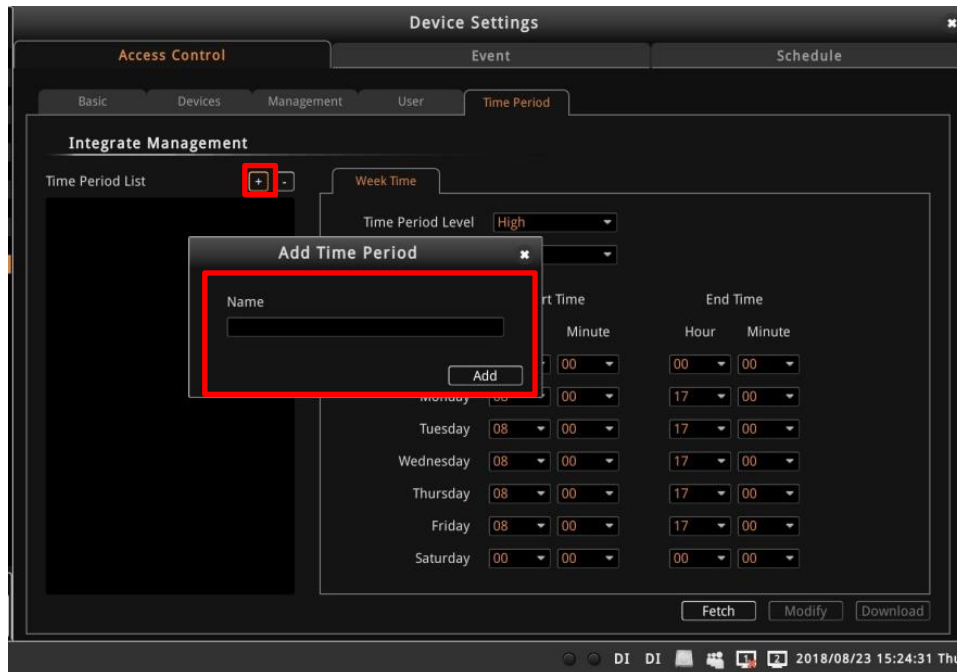 Device Settings
Access Control Event Schedule
Basic Devices Management User Time Period
Integrate Management
Time Period List + - Week Time
Time Period Level High
Add Time Period
Name
rt Time End Time
Minute Hour Minute
00 00 00
Add
Monday 08 00 17 00
Tuesday 08 00 17 00
Wednesday 08 00 17 00
Thursday 08 00 17 00
Friday 08 00 17 00
Saturday 00 00 00 00
Fetch Modify Download
DI DI 1 2 2018/08/23 15:24:31 Thu